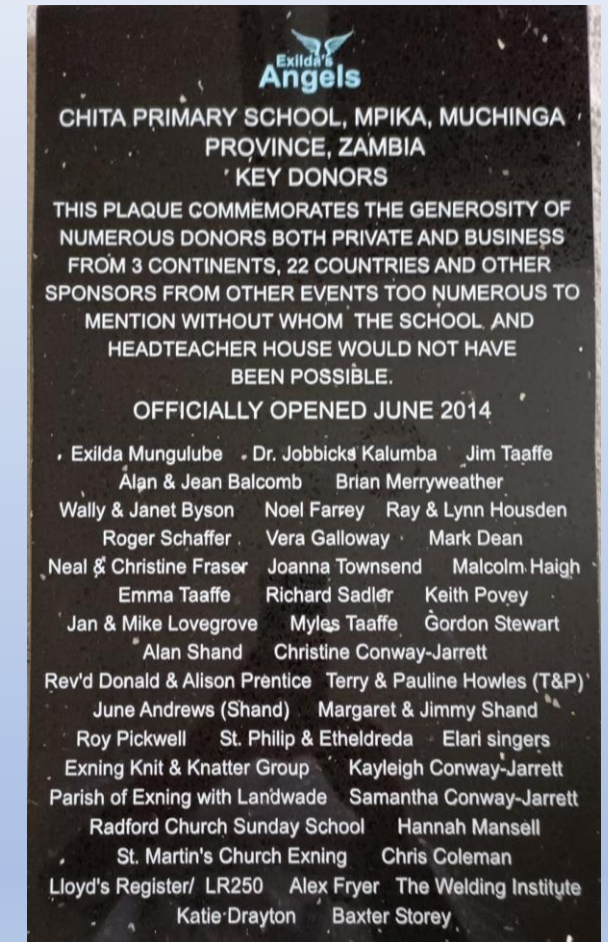 Exilda's
Angels
CHITA PRIMARY SCHOOL, MPIKA, MUCHINGA
PROVINCE, ZAMBIA
KEY DONORS
THIS PLAQUE COMMEMORATES THE GENEROSITY OF
NUMEROUS DONORS BOTH PRIVATE AND BUSINESS
FROM 3 CONTINENTS, 22 COUNTRIES AND OTHER
SPONSORS FROM OTHER EVENTS TOO NUMEROUS TO
MENTION WITHOUT WHOM THE SCHOOL AND
HEADTEACHER HOUSE WOULD NOT HAVE
BEEN POSSIBLE.
OFFICIALLY OPENED JUNE 2014
Exilda Mungulube Dr. Jobbicks Kalumba Jim Taaffe
Alan & Jean Balcomb Brian Merryweather
Wally & Janet Byson Noel Farrey Ray & Lynn Housden
Roger Schaffer Vera Galloway Mark Dean
Neal & Christine Fraser Joanna Townsend Malcolm Haigh
Emma Taaffe Richard Sadler Keith Povey
Jan & Mike Lovegrove Myles Taaffe Gordon Stewart
Alan Shand Christine Conway-Jarrett
Rev'd Donald & Alison Prentice Terry & Pauline Howles (T&P)
June Andrews (Shand) Margaret & Jimmy Shand
Roy Pickwell St. Philip & Etheldreda Elari singers
Exning Knit & Knatter Group Kayleigh Conway-Jarrett
Parish of Exning with Landwade Samantha Conway-Jarrett
Radford Church Sunday School Hannah Mansell
St. Martin's Church Exning Chris Coleman
Lloyd's Register/ LR250 Alex Fryer The Welding Institute
Katie Drayton Baxter Storey